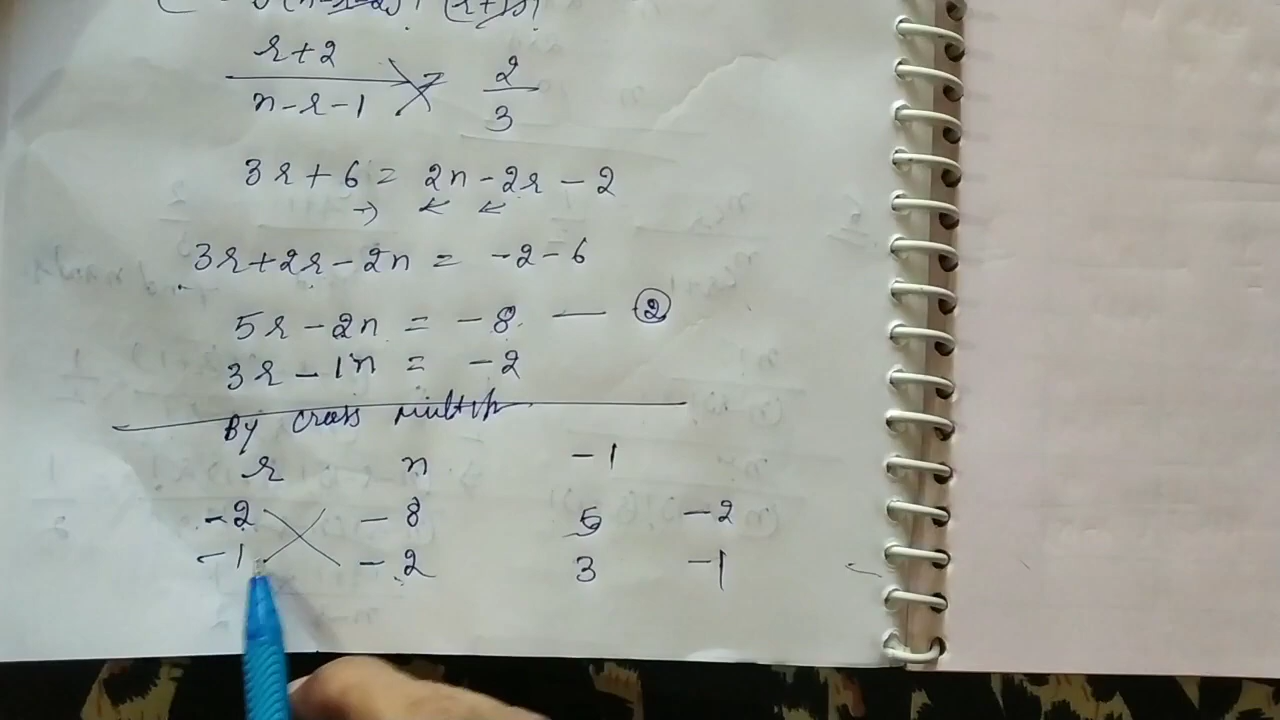 r+2 / n-r-1 = 2/3
3r+6 = 2n-2r-2
3r+2r-2n = -2-6
5r-2n = -8 — ②
3r-1n = -2
By cross multip
r n -1
-2 -8 5 -2
-1 -2 3 -1